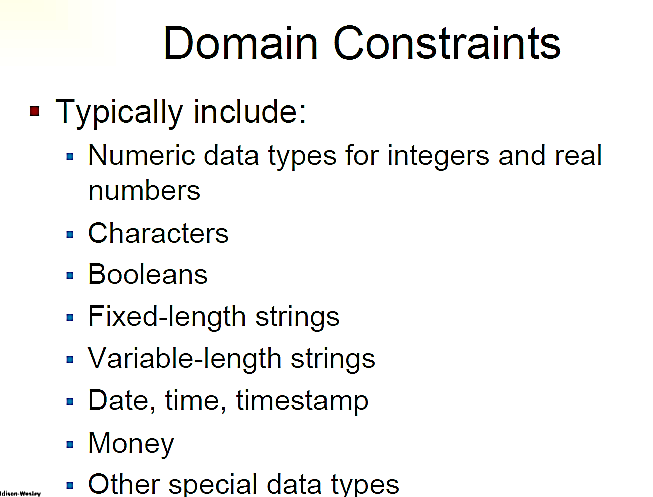 Domain Constraints
Typically include:
Numeric data types for integers and real
numbers
Characters
Booleans
Fixed-length strings
Variable-length strings
Date, time, timestamp
Money
Other special data types
ddison-Wesley